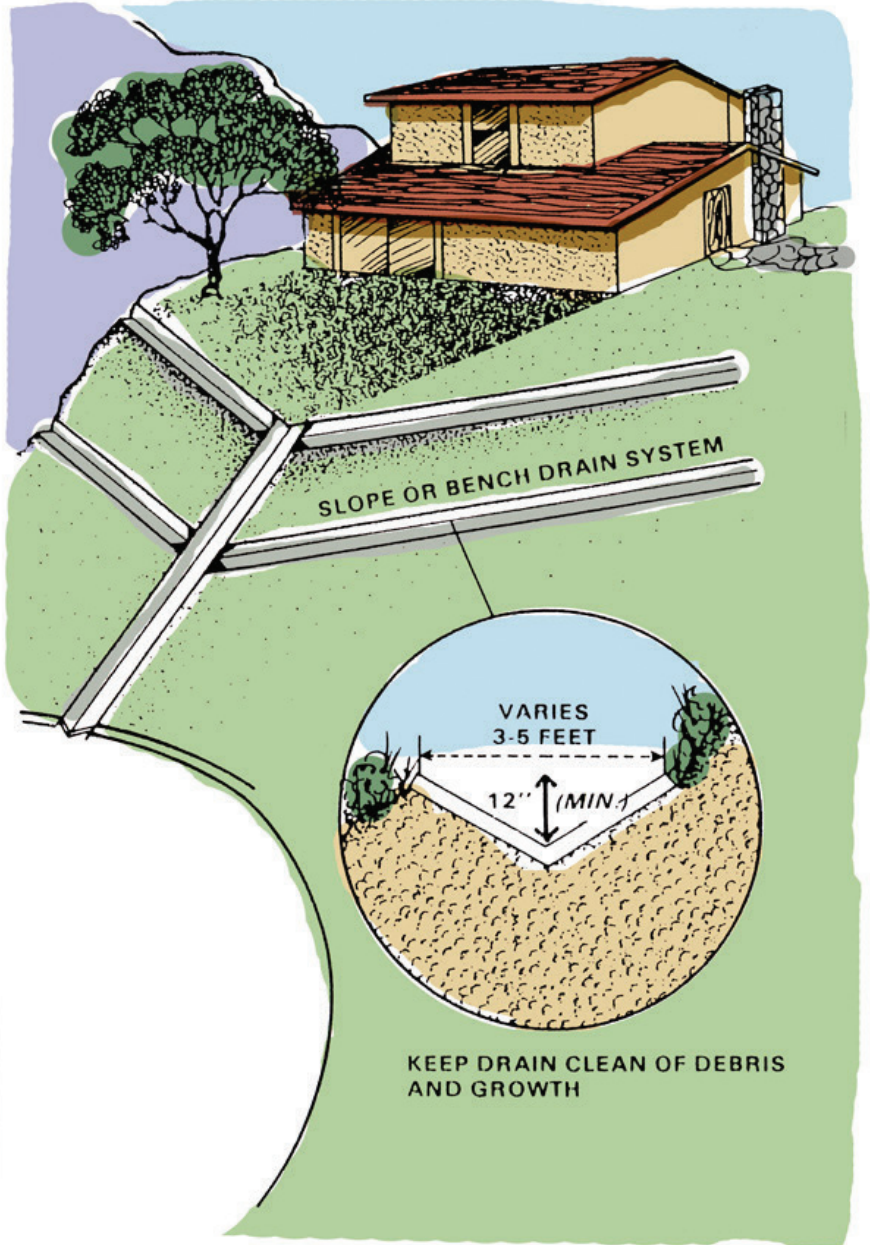 SLOPE OR BENCH DRAIN SYSTEM
VARIES
3-5 FEET
12'' (MIN.)
KEEP DRAIN CLEAN OF DEBRIS
AND GROWTH